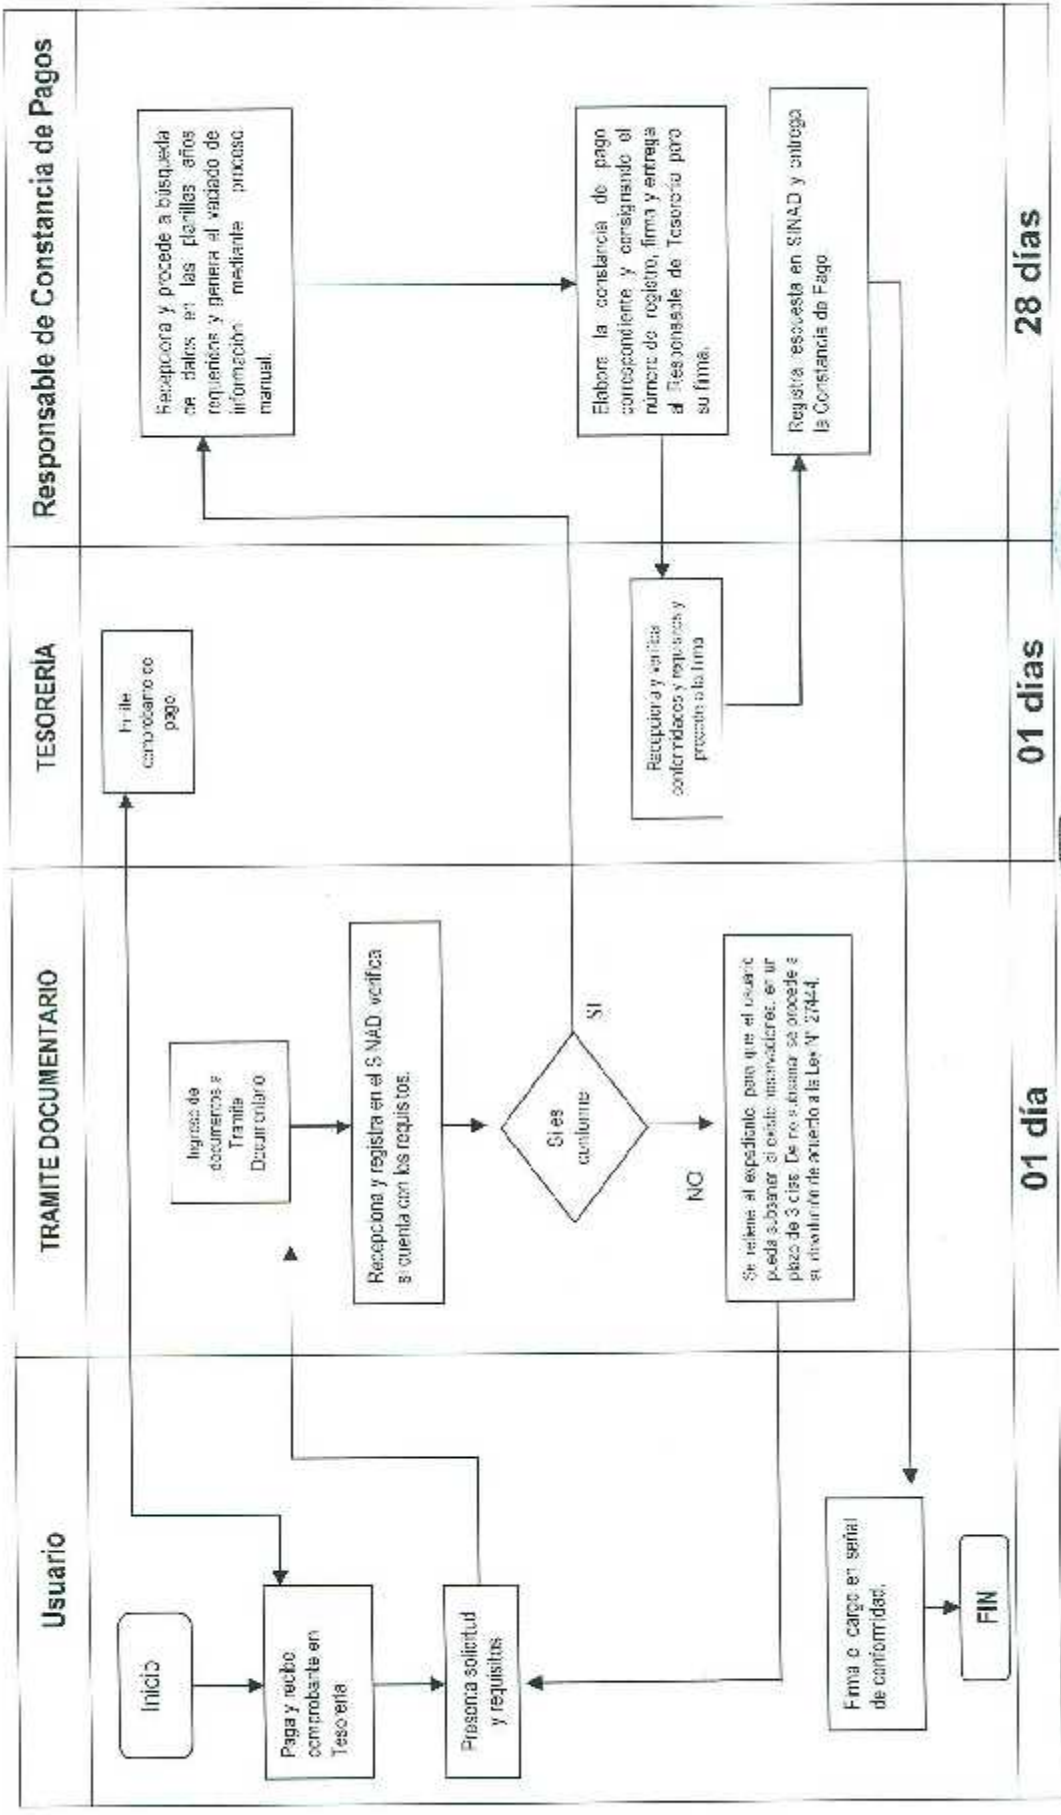 Usuario
TRAMITE DOCUMENTARIO
TESORERÍA
Responsable de Constancia de Pagos
Inicio
Paga y recibe
comprobante en
Tesorería
Presenta solicitud
y requisitos
Firma o cargo en señal
de conformidad.
FIN
Ingreso de
documentos a
Tramite
Documentario
Recepciona y registra en el SINAD, verifica
si cuenta con los requisitos.
Si es
conforme
SI
NO
Se retiene el expediente para que el usuario
pueda subsanar si existe observaciones, en un
plazo de 3 días. De no subsanar se procede a
su devolución de acuerdo a la Ley N° 27444.
Emite
comprobante de
pago
Recepciona y verifica
conformidades y requisitos y
procede a la firma
Recepciona y procede a búsqueda
de datos en las planillas años
requeridos y genera el vaciado de
información mediante proceso
manual.
Elabora la constancia de pago
correspondiente y consignando el
número de registro, firma y entrega
al Responsable de Tesorería para
su firma.
Registra respuesta en SINAD y entrega
la Constancia de Pago.
01 día
01 días
28 días